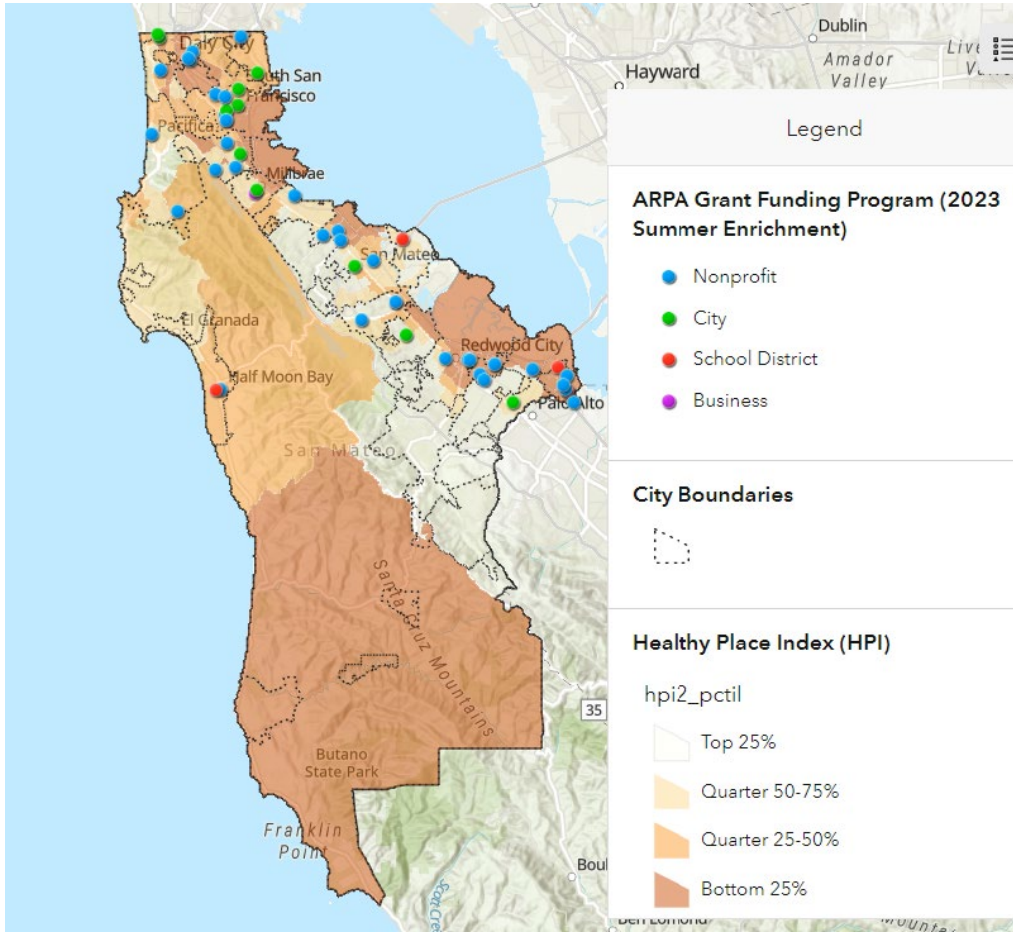 Dublin
Amador
Valley
Hayward
Daly City
South San
Francisco
Pacifica
Millbrae
San Mateo
El Granada
Redwood City
Half Moon Bay
Palo Alto
San Mateo
Santa Cruz Mountains
35
Butano
State Park
Franklin
Point
Legend
ARPA Grant Funding Program (2023
Summer Enrichment)
Nonprofit
City
School District
Business
City Boundaries
Healthy Place Index (HPI)
hpi2_pctil
Top 25%
Quarter 50-75%
Quarter 25-50%
Bottom 25%